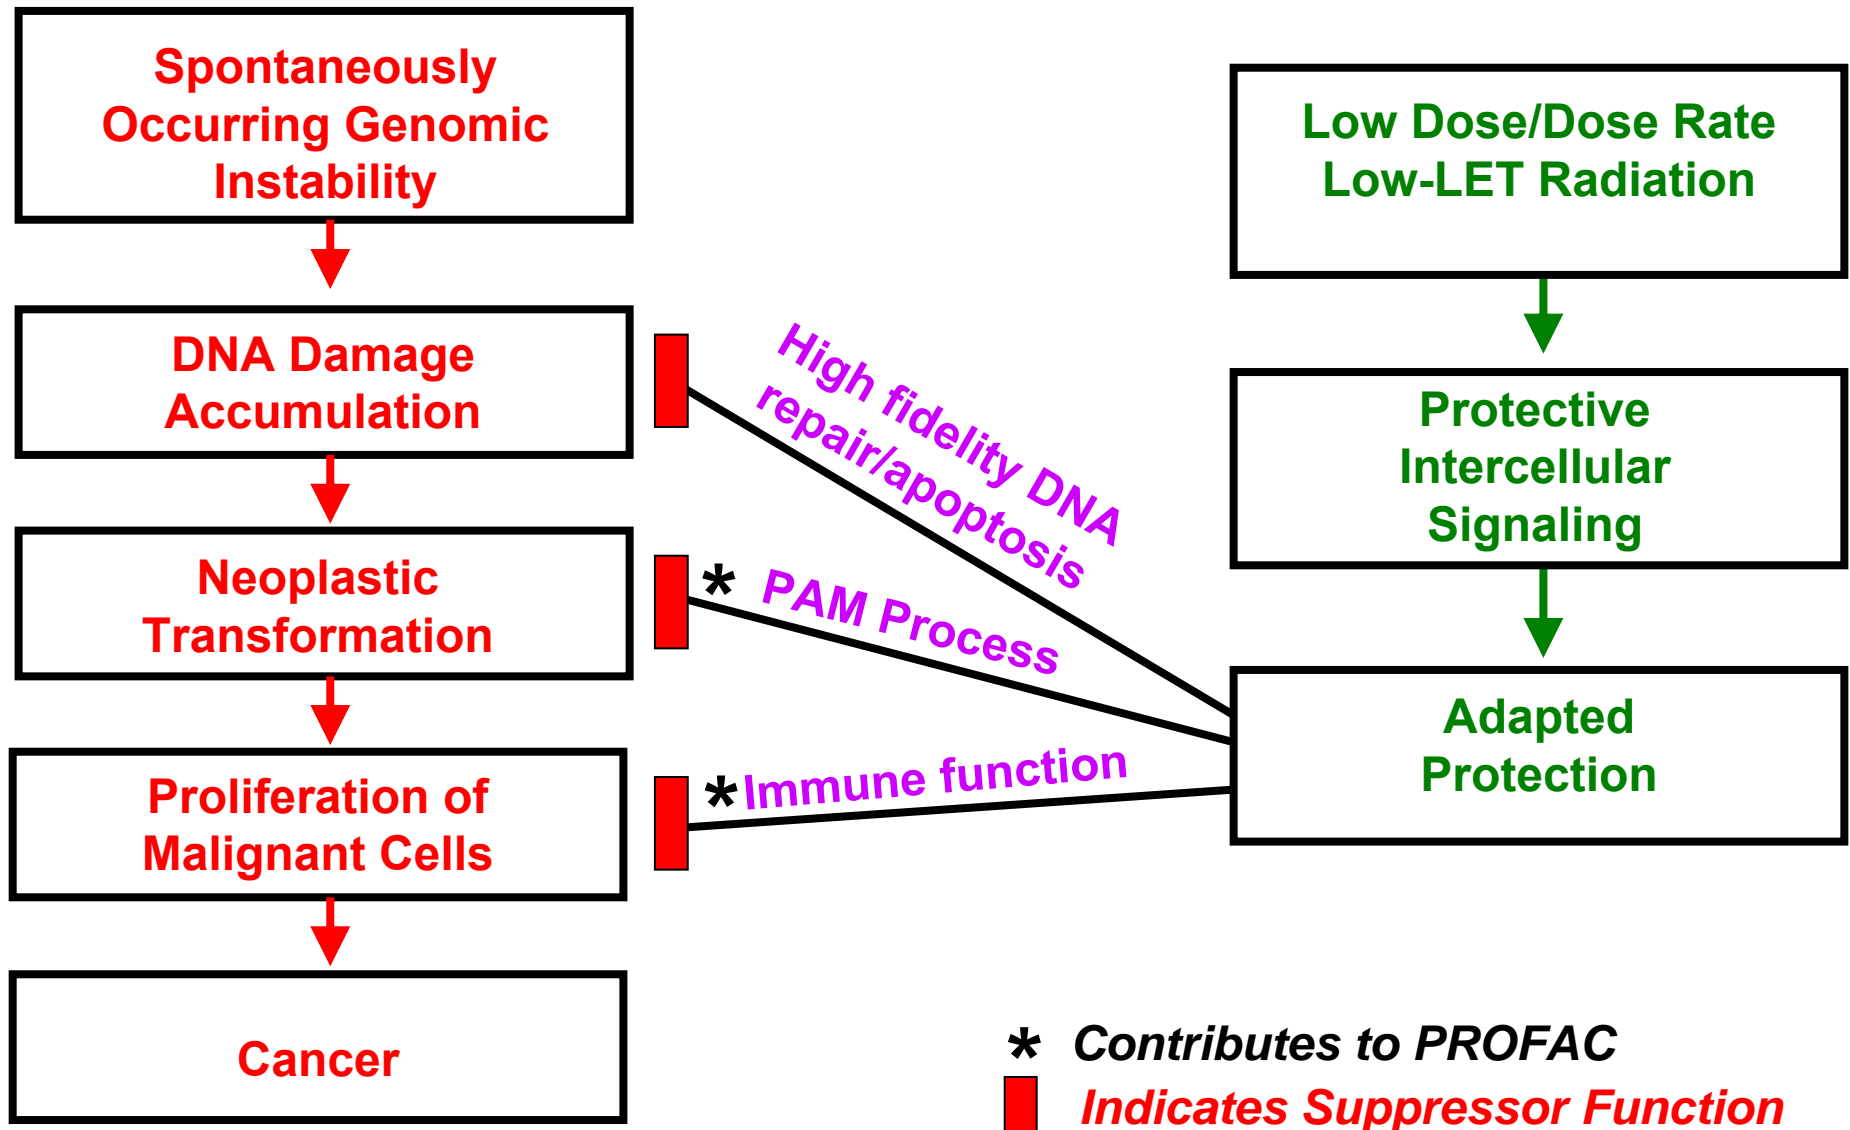 Spontaneously
Occurring Genomic
Instability
DNA Damage
Accumulation
Neoplastic
Transformation
Proliferation of
Malignant Cells
Cancer
High fidelity DNA
repair/apoptosis
* PAM Process
*Immune function
Low Dose/Dose Rate
Low-LET Radiation
Protective
Intercellular
Signaling
Adapted
Protection
* Contributes to PROFAC
Indicates Suppressor Function